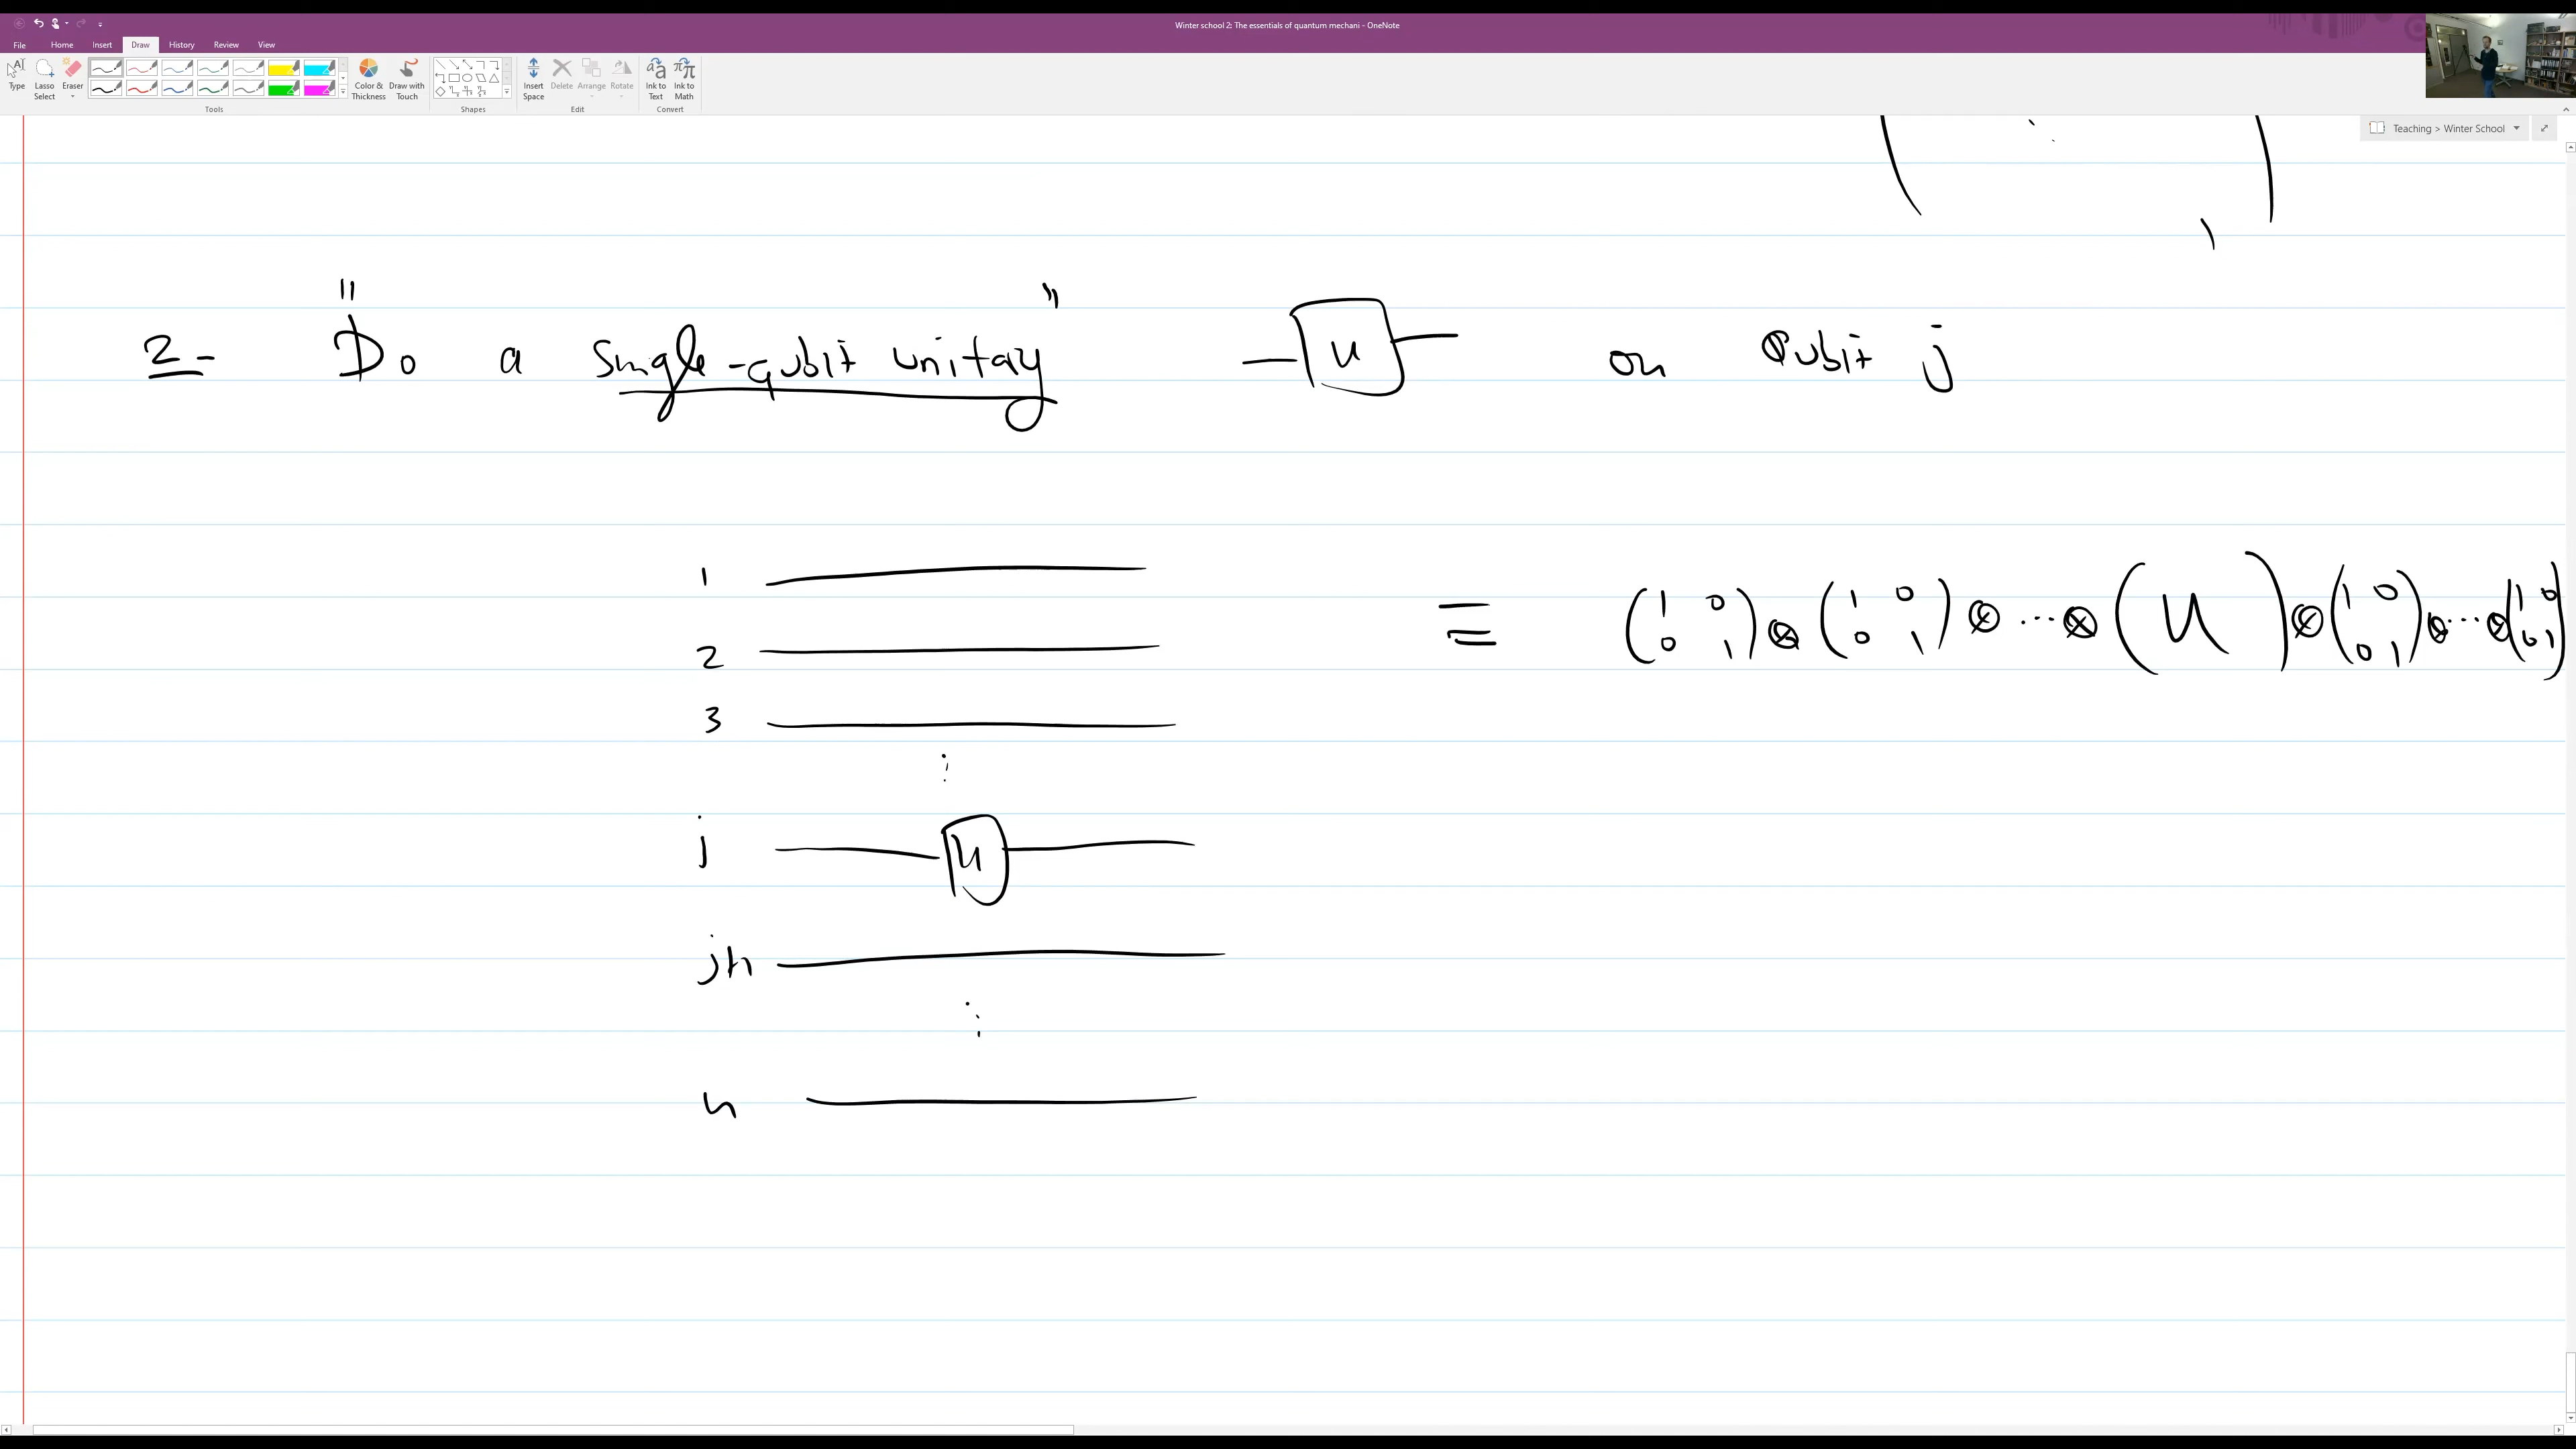 Winter school 2: The essentials of quantum mechani - OneNote
File Home Insert Draw History Review View
Type Lasso Select Eraser Color & Thickness Draw with Touch Insert Space Delete Arrange Rotate Ink to Text Ink to Math
Tools Shapes Edit Convert
Teaching > Winter School
2- "Do a single-qubit unitay" U on Qubit j
1
≡ (1 0 0 1) ⊗ (1 0 0 1) ⊗ ... ⊗ (U) ⊗ (1 0 0 1) ⊗ ... ⊗ (1 0 0 1)
2
3
⋮
j U
j+1
⋮
n